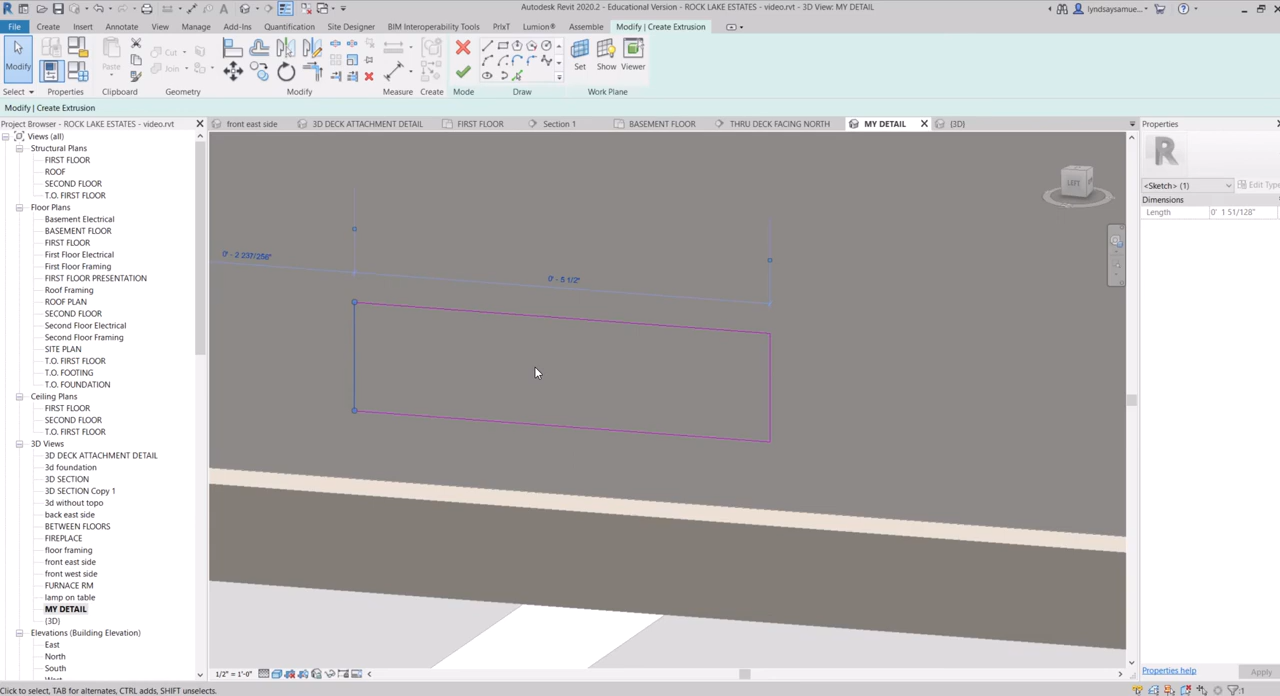 Autodesk Revit 2020.2 - Educational Version - ROCK LAKE ESTATES - video.rvt - 3D View: MY DETAIL
lyndsaysamue...
File Create Insert Annotate View Manage Add-Ins Quantification Site Designer BIM Interoperability Tools PrixT Lumion® Assemble Modify | Create Extrusion
Modify Paste Cut Join Set Show Viewer
Select Properties Clipboard Geometry Modify Measure Create Mode Draw Work Plane
Modify | Create Extrusion
Project Browser - ROCK LAKE ESTATES - video.rvt
front east side 3D DECK ATTACHMENT DETAIL FIRST FLOOR Section 1 BASEMENT FLOOR THRU DECK FACING NORTH MY DETAIL {3D}
Properties
Views (all)
Structural Plans
FIRST FLOOR
ROOF
SECOND FLOOR
T.O. FIRST FLOOR
Floor Plans
Basement Electrical
BASEMENT FLOOR
FIRST FLOOR
First Floor Electrical
First Floor Framing
FIRST FLOOR PRESENTATION
Roof Framing
ROOF PLAN
SECOND FLOOR
Second Floor Electrical
Second Floor Framing
SITE PLAN
T.O. FIRST FLOOR
T.O. FOOTING
T.O. FOUNDATION
Ceiling Plans
FIRST FLOOR
SECOND FLOOR
T.O. FIRST FLOOR
3D Views
3D DECK ATTACHMENT DETAIL
3d foundation
3D SECTION
3D SECTION Copy 1
3d without topo
back east side
BETWEEN FLOORS
FIREPLACE
floor framing
front east side
front west side
FURNACE RM
lamp on table
MY DETAIL
{3D}
Elevations (Building Elevation)
East
North
South
0' - 2 237/256"
0' - 5 1/2"
LEFT
R
<Sketch> (1)
Edit Type
Dimensions
Length 0' 1 51/128"
Properties help
Apply
1/2" = 1'-0"
Click to select, TAB for alternates, CTRL adds, SHIFT unselects.